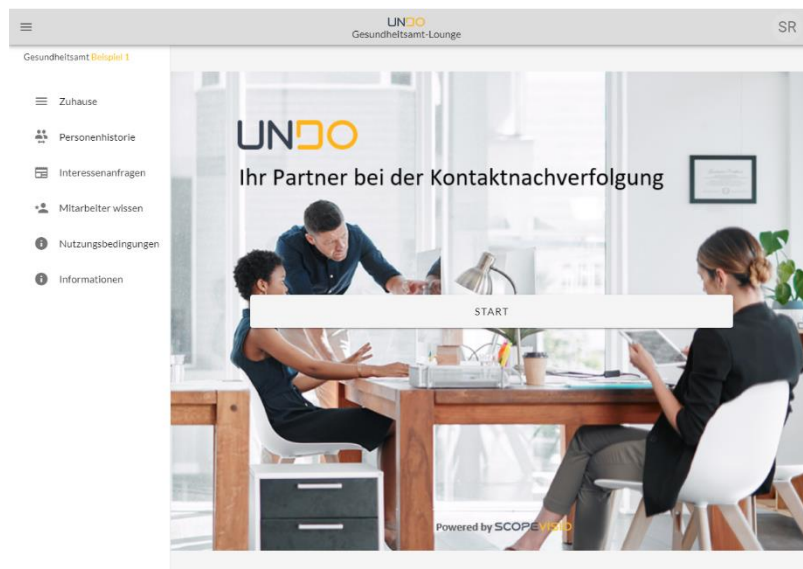 UNDO
Gesundheitsamt-Lounge
SR
Gesundheitsamt Beispiel 1
Zuhause
Personenhistorie
Interessenanfragen
Mitarbeiter wissen
Nutzungsbedingungen
Informationen
UNDO
Ihr Partner bei der Kontaktnachverfolgung
START
Powered by SCOPEVISIO